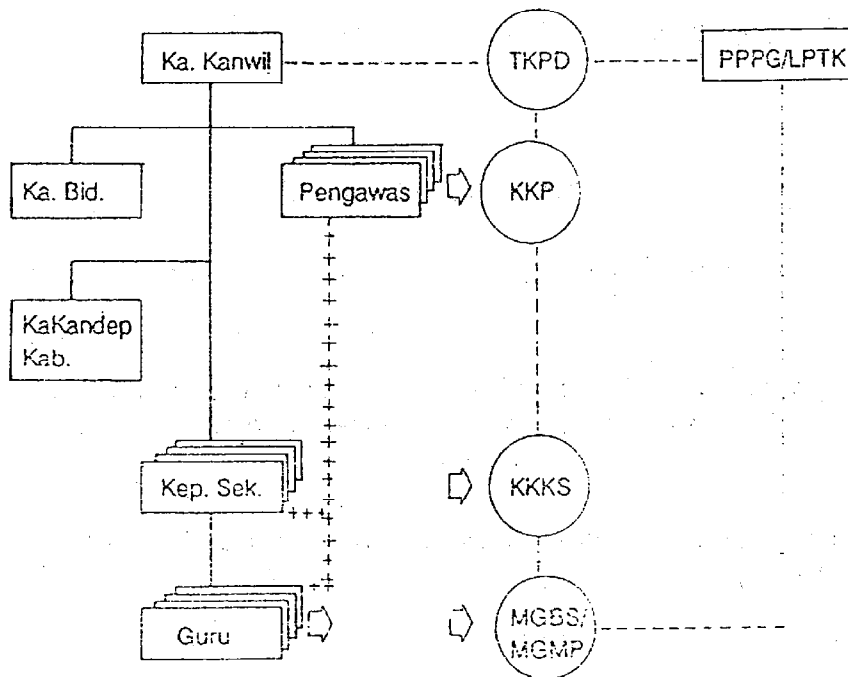 Ka. Kanwil
TKPD
PPPG/LPTK
Ka. Bid.
Pengawas
KKP
KaKandep
Kab.
Kep. Sek.
KKKS
Guru
MGBS/
MGMP